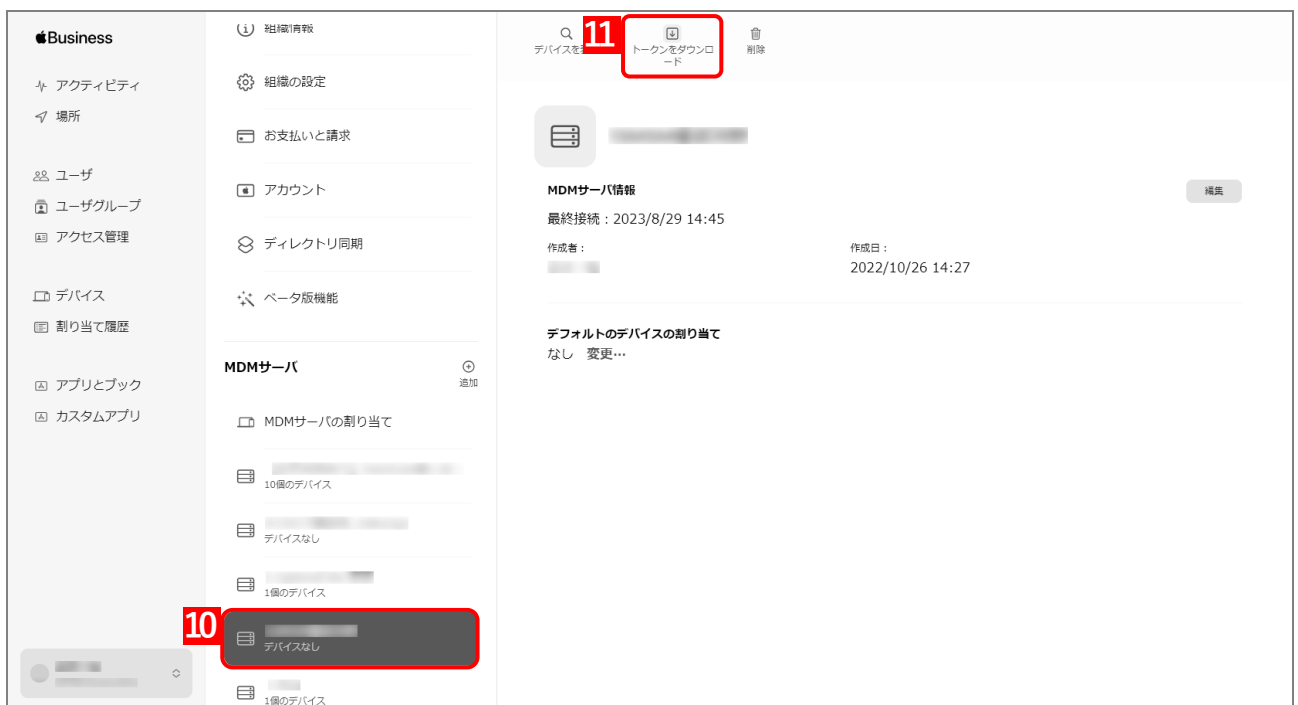 Business
アクティビティ
場所
ユーザ
ユーザグループ
アクセス管理
デバイス
割り当て履歴
アプリとブック
カスタムアプリ
組織情報
組織の設定
お支払いと請求
アカウント
ディレクトリ同期
ベータ版機能
MDMサーバ
追加
MDMサーバの割り当て
10個のデバイス
デバイスなし
1個のデバイス
10
デバイスなし
1個のデバイス
デバイスを
11
トークンをダウンロ
ード
削除
MDMサーバ情報
編集
最終接続：2023/8/29 14:45
作成者：
作成日：
2022/10/26 14:27
デフォルトのデバイスの割り当て
なし 変更…